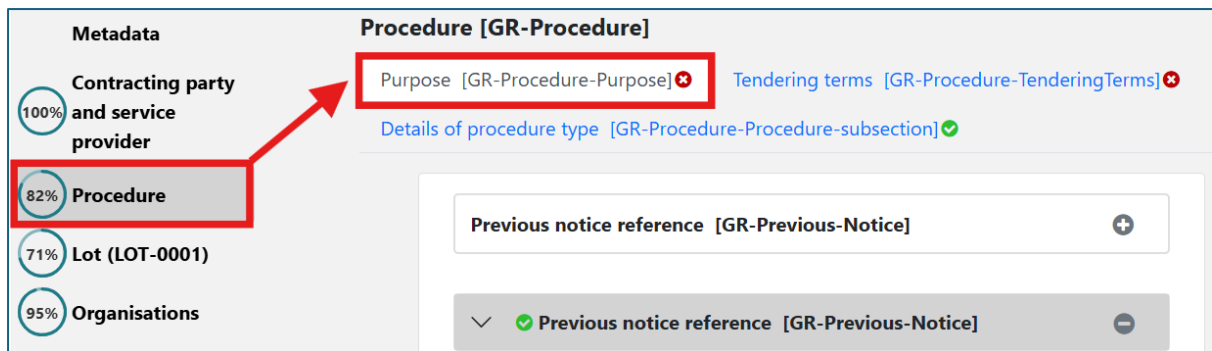 Metadata
100%
Contracting party
and service
provider
82% Procedure
71% Lot (LOT-0001)
95% Organisations
Procedure [GR-Procedure]
Purpose [GR-Procedure-Purpose] Tendering terms [GR-Procedure-TenderingTerms]
Details of procedure type [GR-Procedure-Procedure-subsection]
Previous notice reference [GR-Previous-Notice]
Previous notice reference [GR-Previous-Notice]